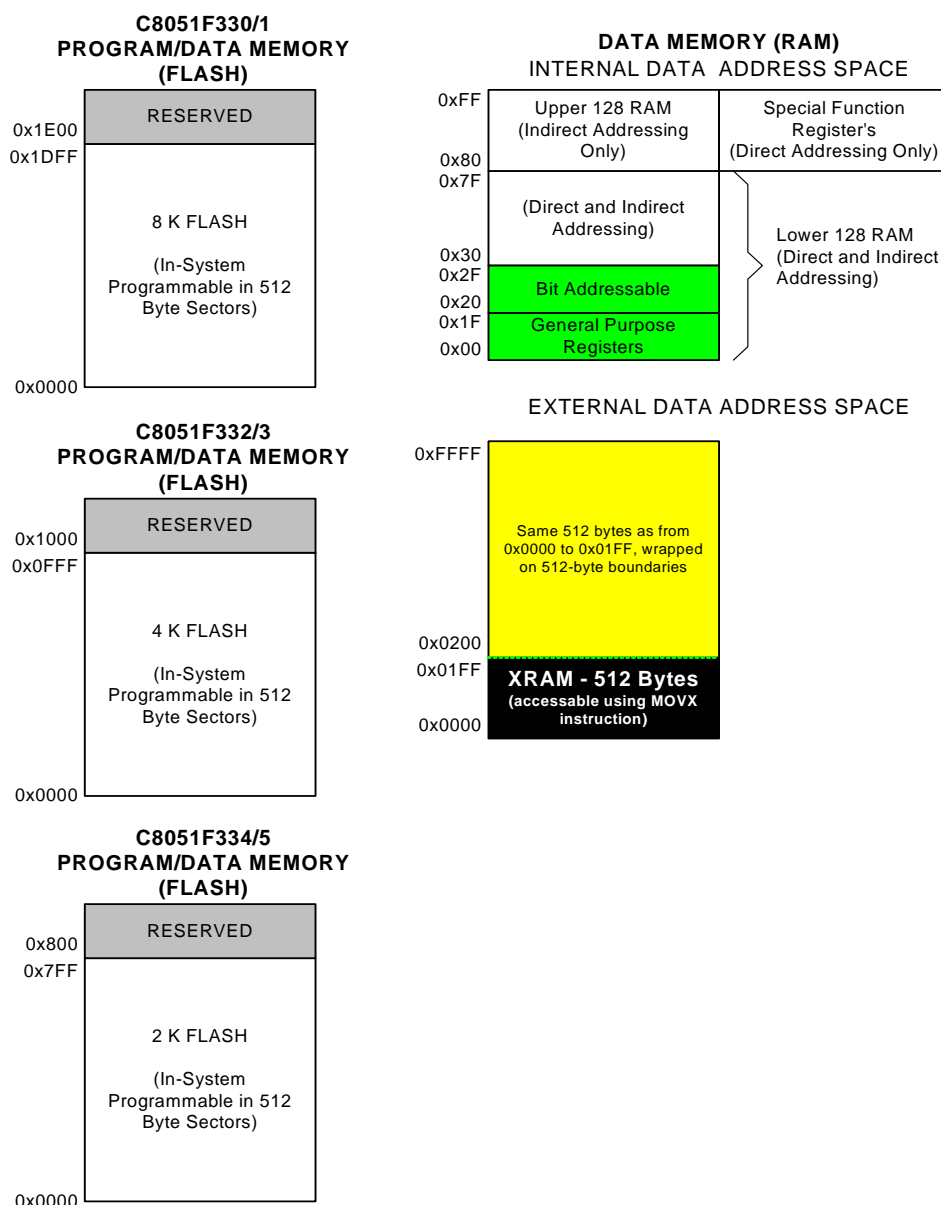 C8051F330/1
PROGRAM/DATA MEMORY
(FLASH)
RESERVED
0x1E00
0x1DFF
8 K FLASH
(In-System
Programmable in 512
Byte Sectors)
0x0000
C8051F332/3
PROGRAM/DATA MEMORY
(FLASH)
RESERVED
0x1000
0x0FFF
4 K FLASH
(In-System
Programmable in 512
Byte Sectors)
0x0000
C8051F334/5
PROGRAM/DATA MEMORY
(FLASH)
RESERVED
0x800
0x7FF
2 K FLASH
(In-System
Programmable in 512
Byte Sectors)
0x0000
DATA MEMORY (RAM)
INTERNAL DATA ADDRESS SPACE
0xFF
Upper 128 RAM
(Indirect Addressing
Only)
0x80
Special Function
Register's
(Direct Addressing Only)
0x7F
(Direct and Indirect
Addressing)
0x30
Lower 128 RAM
(Direct and Indirect
Addressing)
0x2F
Bit Addressable
0x20
0x1F
General Purpose
Registers
0x00
EXTERNAL DATA ADDRESS SPACE
0xFFFF
Same 512 bytes as from
0x0000 to 0x01FF, wrapped
on 512-byte boundaries
0x0200
0x01FF
XRAM - 512 Bytes
(accessable using MOVX
instruction)
0x0000